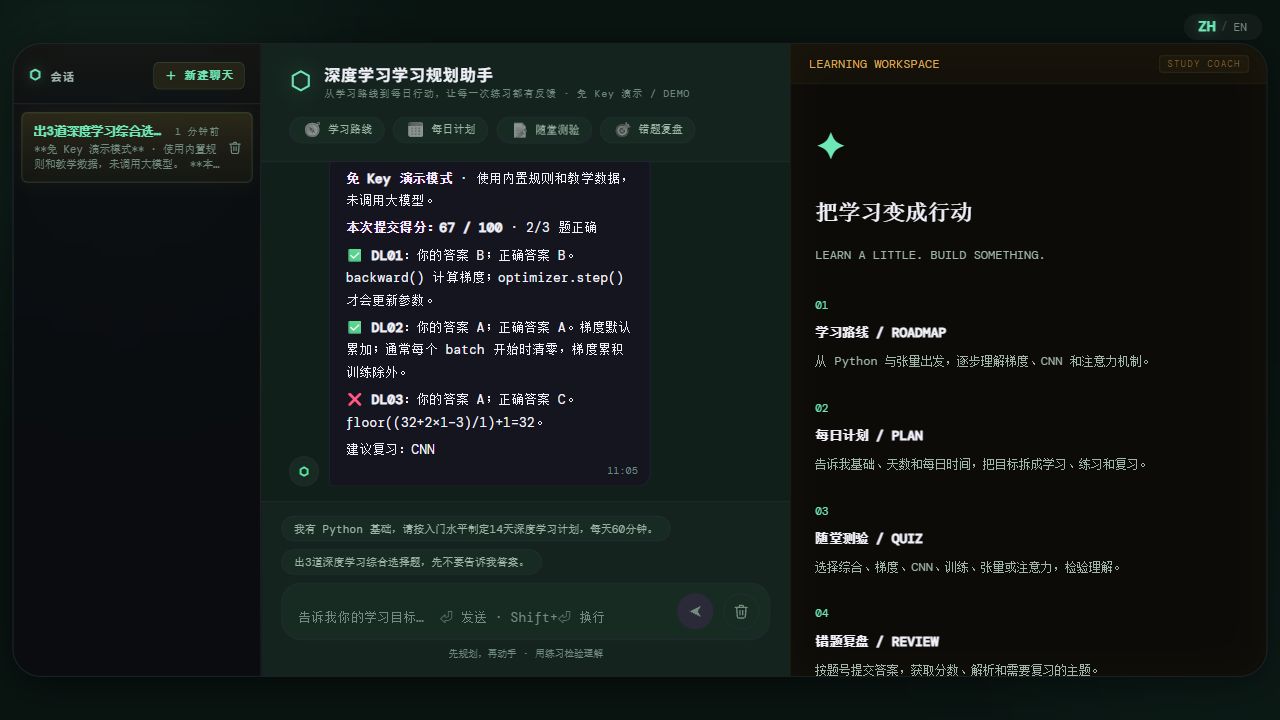 ZH / EN
会话
+ 新建聊天
出3道深度学习综合选… 1 分钟前
**免 Key 演示模式** · 使用内置规
则和教学数据，未调用大模型。 **本…
深度学习学习规划助手
从学习路线到每日行动，让每一次练习都有反馈 · 免 Key 演示 / DEMO
学习路线
每日计划
随堂测验
错题复盘
免 Key 演示模式 · 使用内置规则和教学数据，
未调用大模型。
本次提交得分：67 / 100 · 2/3 题正确
✅ DL01：你的答案 B；正确答案 B。
backward() 计算梯度；optimizer.step()
才会更新参数。
✅ DL02：你的答案 A；正确答案 A。梯度默认
累加；通常每个 batch 开始时清零，梯度累积
训练除外。
❌ DL03：你的答案 A；正确答案 C。
floor((32+2×1−3)/1)+1=32。
建议复习：CNN
11:05
我有 Python 基础，请按入门水平制定14天深度学习计划，每天60分钟。
出3道深度学习综合选择题，先不要告诉我答案。
告诉我你的学习目标… ⏎ 发送 · Shift+⏎ 换行
先规划，再动手 · 用练习检验理解
LEARNING WORKSPACE
STUDY COACH
把学习变成行动
LEARN A LITTLE. BUILD SOMETHING.
01
学习路线 / ROADMAP
从 Python 与张量出发，逐步理解梯度、CNN 和注意力机制。
02
每日计划 / PLAN
告诉我基础、天数和每日时间，把目标拆成学习、练习和复习。
03
随堂测验 / QUIZ
选择综合、梯度、CNN、训练、张量或注意力，检验理解。
04
错题复盘 / REVIEW
按题号提交答案，获取分数、解析和需要复习的主题。